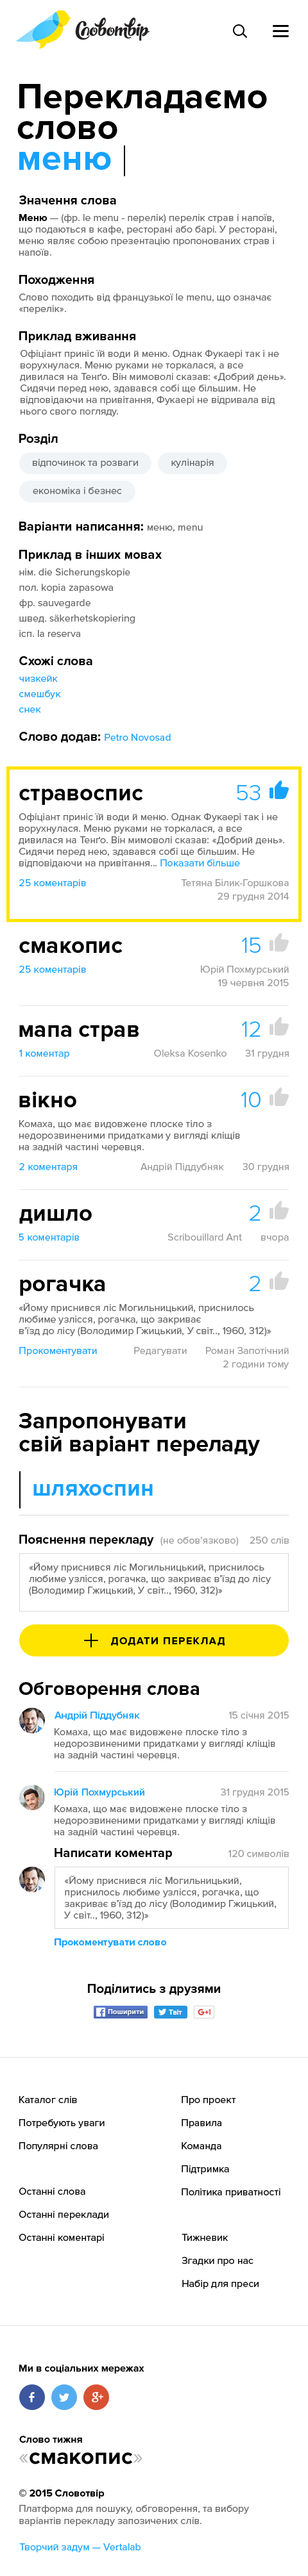 Словотвір
Перекладаємо
слово
меню
Значення слова
Меню — (фр. le menu - перелік) перелік страв і напоїв,
що подаються в кафе, ресторані або барі. У ресторані,
меню являє собою презентацію пропонованих страв і
напоїв.
Походження
Слово походить від французької le menu, що означає
«перелік».
Приклад вживання
Офіціант приніс їй води й меню. Однак Фукаері так і не
ворухнулася. Меню руками не торкалася, а все
дивилася на Тенґо. Він мимоволі сказав: «Добрий день».
Сидячи перед нею, здавався собі ще більшим. Не
відповідаючи на привітання, Фукаері не відривала від
нього свого погляду.
Розділ
відпочинок та розваги
кулінарія
економіка і безнес
Варіанти написання: меню, menu
Приклад в інших мовах
нім. die Sicherungskopie
пол. kopia zapasowa
фр. sauvegarde
швед. säkerhetskopiering
ісп. la reserva
Схожі слова
чизкейк
смешбук
снек
Слово додав: Petro Novosad
стравоспис 53
Офіціант приніс їй води й меню. Однак Фукаері так і не
ворухнулася. Меню руками не торкалася, а все
дивилася на Тенґо. Він мимоволі сказав: «Добрий день».
Сидячи перед нею, здавався собі ще більшим. Не
відповідаючи на привітання... Показати більше
25 коментарів Тетяна Білик-Горшкова
29 грудня 2014
смакопис 15
25 коментарів Юрій Похмурський
19 червня 2015
мапа страв 12
1 коментар Oleksa Kosenko 31 грудня
вікно 10
Комаха, що має видовжене плоске тіло з
недорозвиненими придатками у вигляді кліщів
на задній частині черевця.
2 коментаря Андрій Піддубняк 30 грудня
дишло 2
5 коментарів Scribouillard Ant вчора
рогачка 2
«Йому приснився ліс Могильницький, приснилось
любиме узлісся, рогачка, що закриває
в'їзд до лісу (Володимир Гжицький, У світ.., 1960, 312)»
Прокоментувати Редагувати Роман Запотічний
2 години тому
Запропонувати
свій варіант переладу
шляхоспин
Пояснення перекладу (не обов'язково) 250 слів
«Йому приснився ліс Могильницький, приснилось
любиме узлісся, рогачка, що закриває в'їзд до лісу
(Володимир Гжицький, У світ.., 1960, 312)»
ДОДАТИ ПЕРЕКЛАД
Обговорення слова
Андрій Піддубняк 15 січня 2015
Комаха, що має видовжене плоске тіло з
недорозвиненими придатками у вигляді кліщів
на задній частині черевця.
Юрій Похмурський 31 грудня 2015
Комаха, що має видовжене плоске тіло з
недорозвиненими придатками у вигляді кліщів
на задній частині черевця.
Написати коментар 120 символів
«Йому приснився ліс Могильницький,
приснилось любиме узлісся, рогачка, що
закриває в'їзд до лісу (Володимир Гжицький,
У світ.., 1960, 312)»
Прокоментувати слово
Поділитись з друзями
Поширити Твіт G+1
Каталог слів
Потребують уваги
Популярні слова
Останні слова
Останні переклади
Останні коментарі
Про проект
Правила
Команда
Підтримка
Політика приватності
Тижневик
Згадки про нас
Набір для преси
Ми в соціальних мережах
Слово тижня
«смакопис»
© 2015 Словотвір
Платформа для пошуку, обговорення, та вибору
варіантів перекладу запозичених слів.
Творчий задум — Vertalab